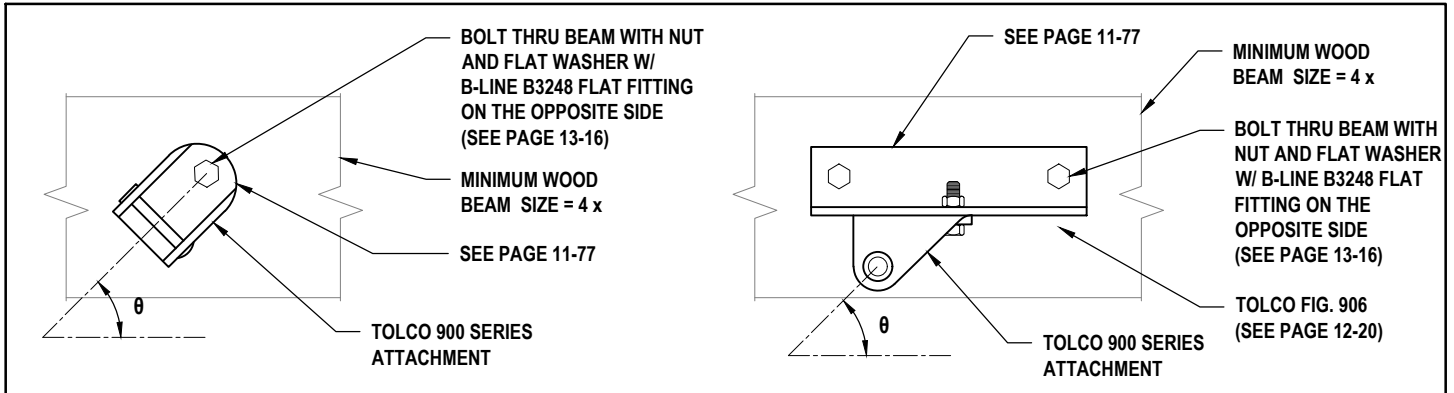 BOLT THRU BEAM WITH NUT
AND FLAT WASHER W/
B-LINE B3248 FLAT FITTING
ON THE OPPOSITE SIDE
(SEE PAGE 13-16)
MINIMUM WOOD
BEAM  SIZE = 4 x
SEE PAGE 11-77
TOLCO 900 SERIES
ATTACHMENT
θ
SEE PAGE 11-77
MINIMUM WOOD
BEAM  SIZE = 4 x
BOLT THRU BEAM WITH
NUT AND FLAT WASHER
W/ B-LINE B3248 FLAT
FITTING ON THE
OPPOSITE SIDE
(SEE PAGE 13-16)
TOLCO FIG. 906
(SEE PAGE 12-20)
TOLCO 900 SERIES
ATTACHMENT
θ